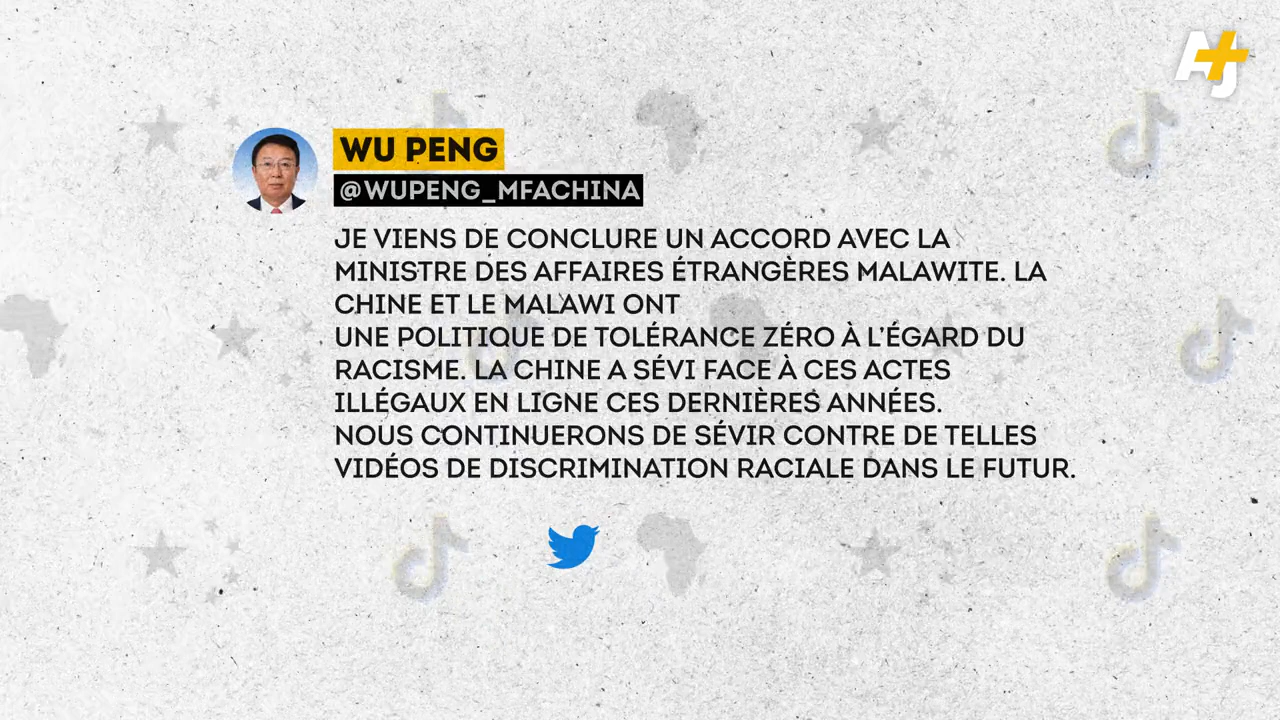 AJ+
WU PENG
@WUPENG_MFACHINA
JE VIENS DE CONCLURE UN ACCORD AVEC LA
MINISTRE DES AFFAIRES ÉTRANGÈRES MALAWITE. LA
CHINE ET LE MALAWI ONT
UNE POLITIQUE DE TOLÉRANCE ZÉRO À L'ÉGARD DU
RACISME. LA CHINE A SÉVI FACE À CES ACTES
ILLÉGAUX EN LIGNE CES DERNIÈRES ANNÉES.
NOUS CONTINUERONS DE SÉVIR CONTRE DE TELLES
VIDÉOS DE DISCRIMINATION RACIALE DANS LE FUTUR.